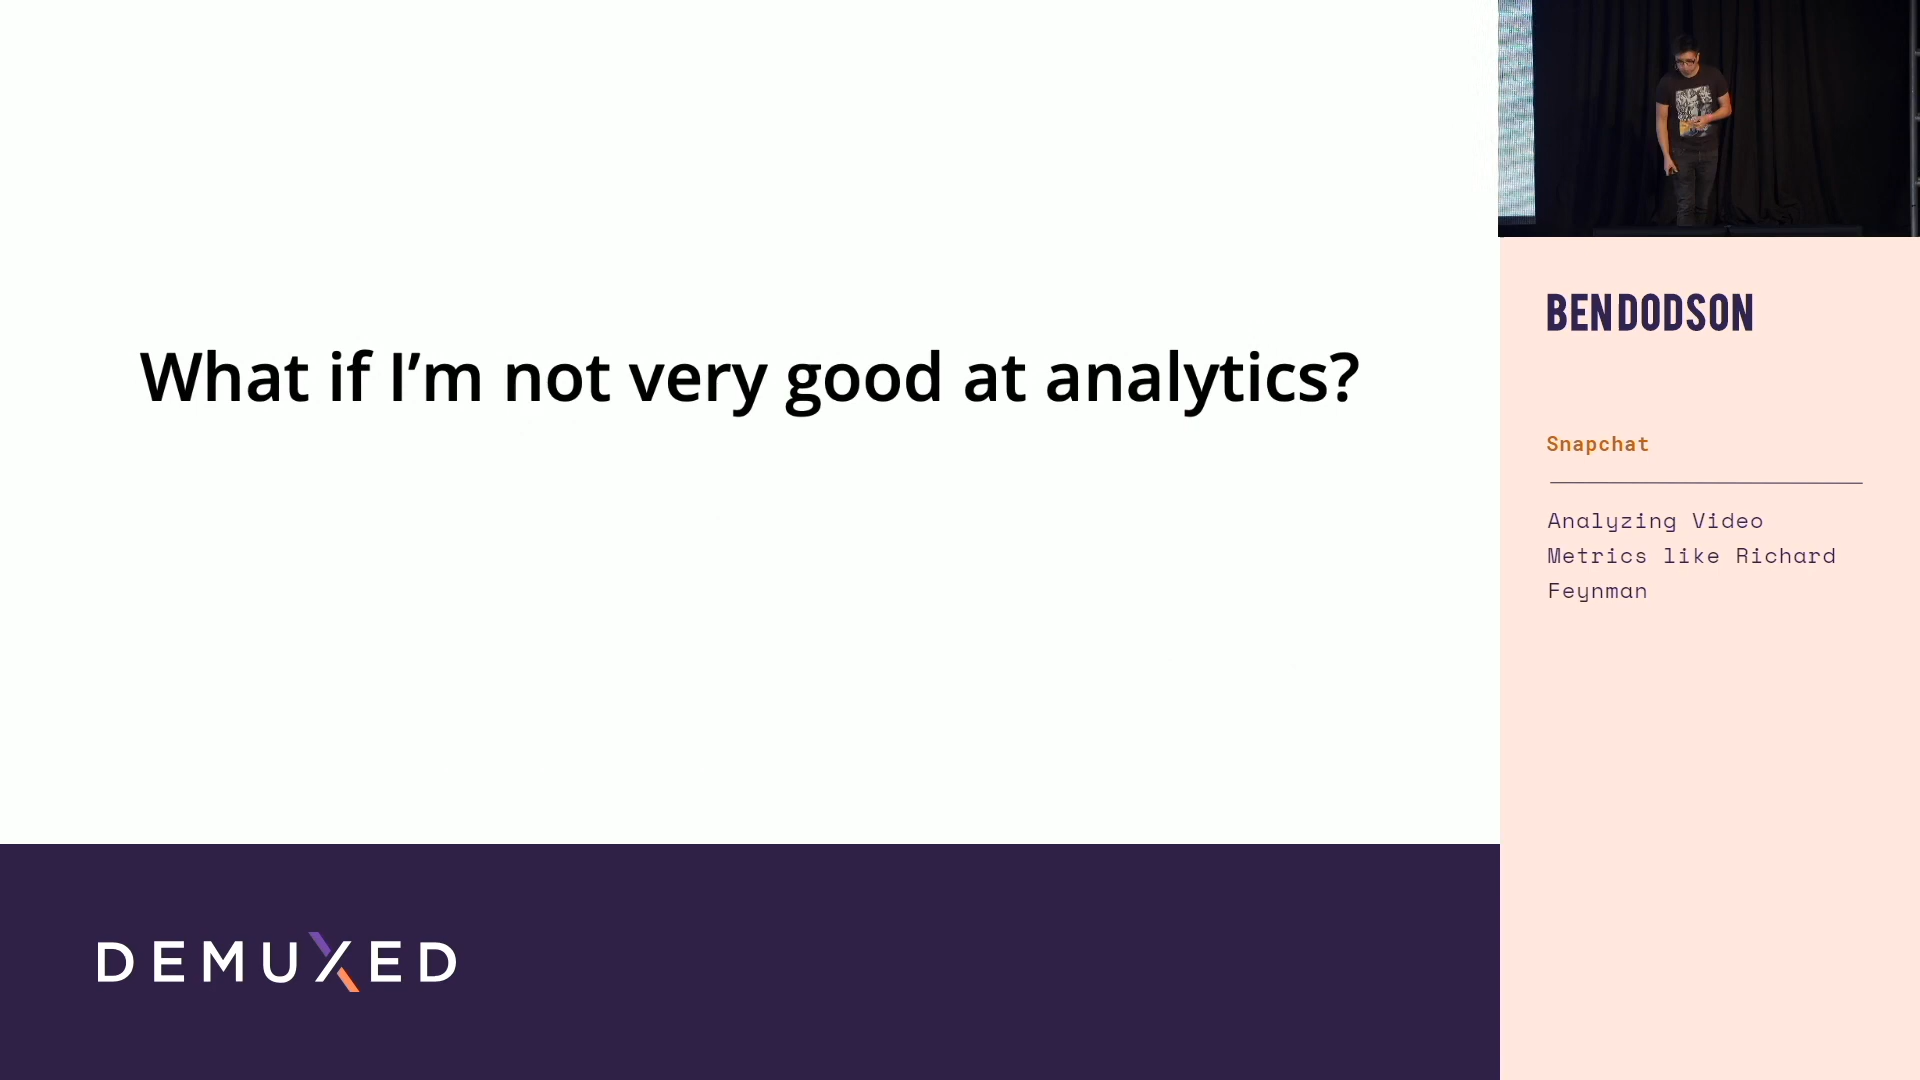 What if I’m not very good at analytics?
BEN DODSON
Snapchat
Analyzing Video
Metrics like Richard
Feynman
DEMUXED